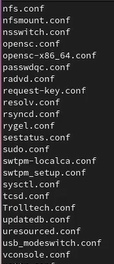 nfs.conf
nfsmount.conf
nsswitch.conf
opensc.conf
opensc-x86_64.conf
passwdqc.conf
radvd.conf
request-key.conf
resolv.conf
rsyncd.conf
rygel.conf
sestatus.conf
sudo.conf
swtpm-localca.conf
swtpm_setup.conf
sysctl.conf
tcsd.conf
Trolltech.conf
updatedb.conf
uresourced.conf
usb_modeswitch.conf
vconsole.conf